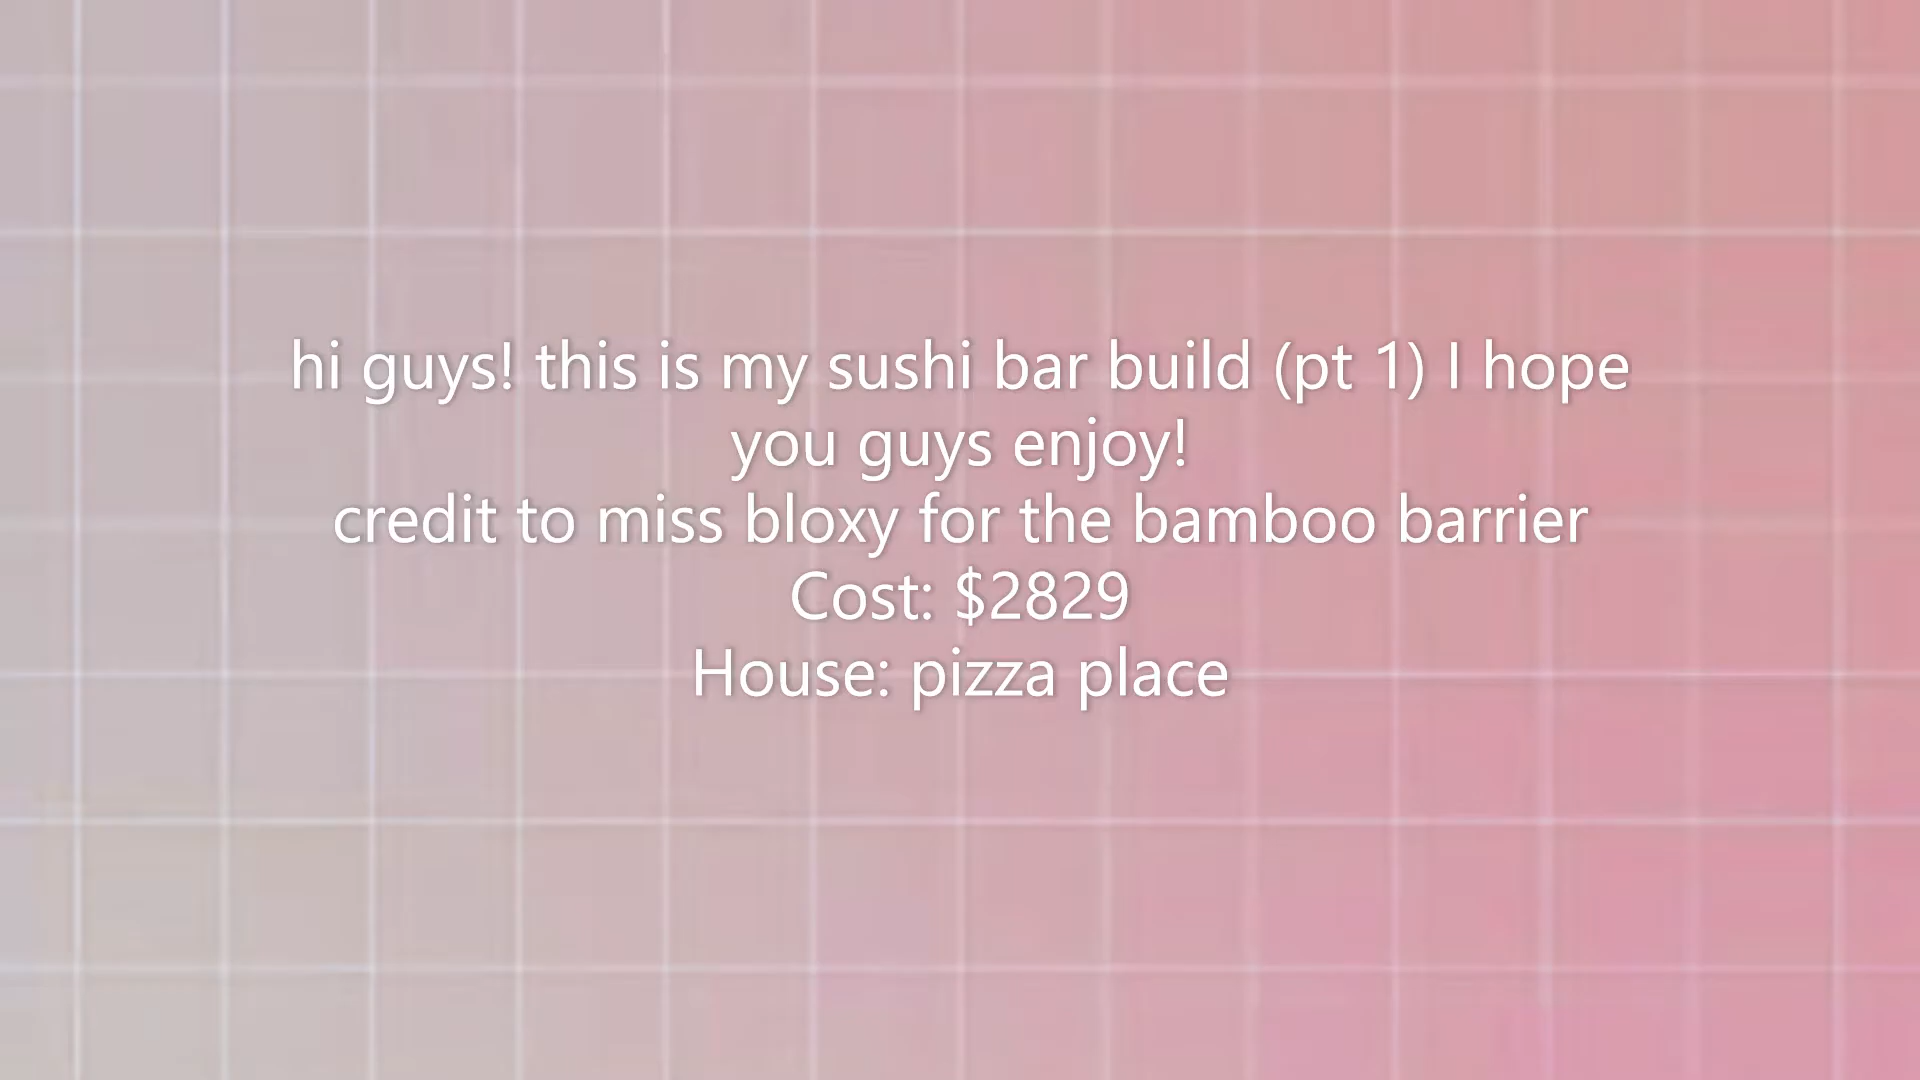 hi guys! this is my sushi bar build (pt 1) I hope
you guys enjoy!
credit to miss bloxy for the bamboo barrier
Cost: $2829
House: pizza place